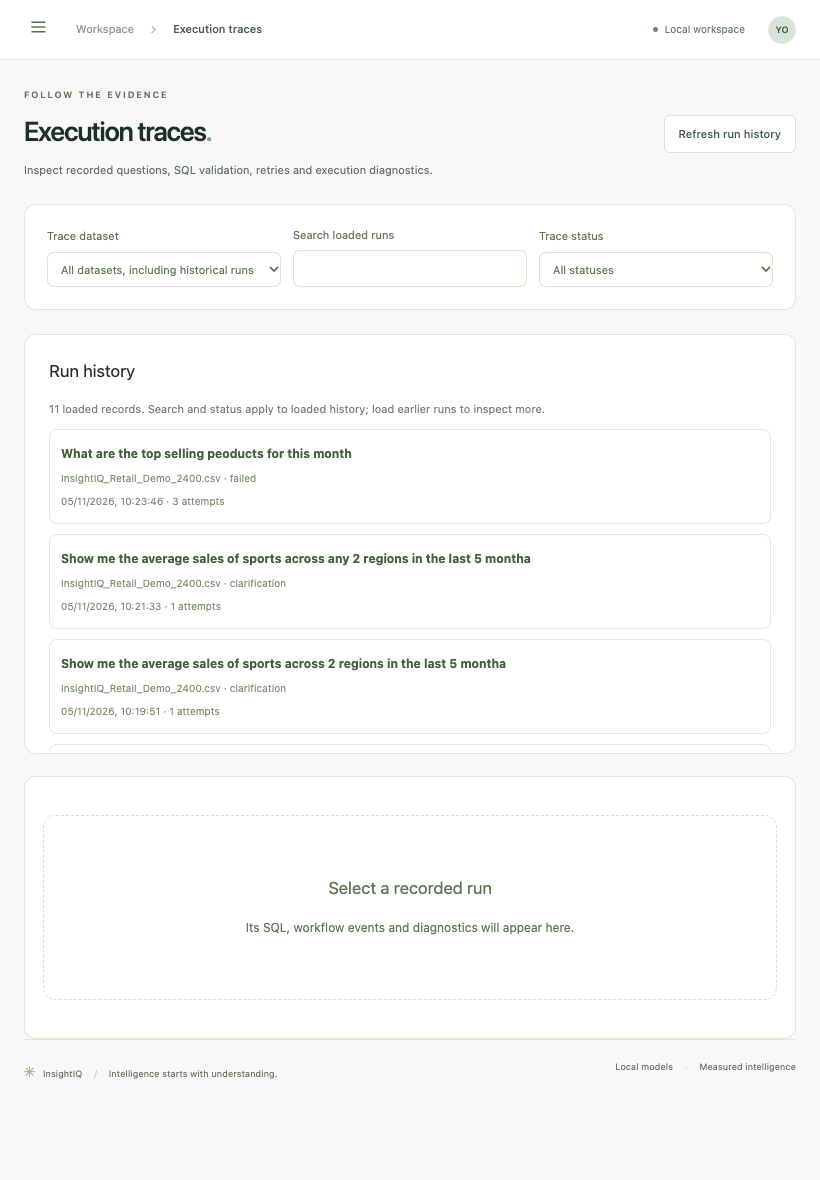 Workspace > Execution traces
Local workspace
YO
FOLLOW THE EVIDENCE
Execution traces.
Refresh run history
Inspect recorded questions, SQL validation, retries and execution diagnostics.
Trace dataset
Search loaded runs
Trace status
All datasets, including historical runs
All statuses
Run history
11 loaded records. Search and status apply to loaded history; load earlier runs to inspect more.
What are the top selling peoducts for this month
InsightIQ_Retail_Demo_2400.csv · failed
05/11/2026, 10:23:46 · 3 attempts
Show me the average sales of sports across any 2 regions in the last 5 montha
InsightIQ_Retail_Demo_2400.csv · clarification
05/11/2026, 10:21:33 · 1 attempts
Show me the average sales of sports across 2 regions in the last 5 montha
InsightIQ_Retail_Demo_2400.csv · clarification
05/11/2026, 10:19:51 · 1 attempts
Select a recorded run
Its SQL, workflow events and diagnostics will appear here.
InsightIQ / Intelligence starts with understanding.
Local models · Measured intelligence